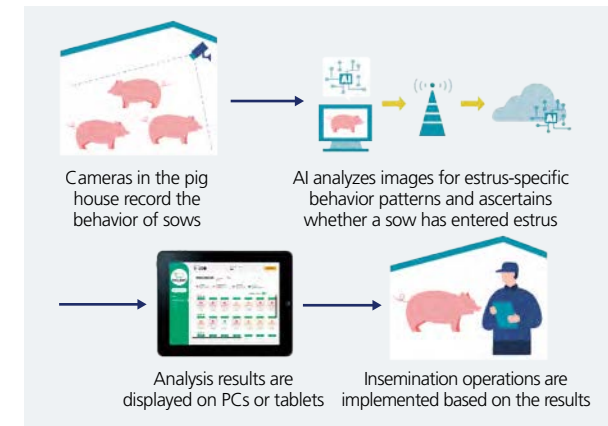 AI
Cameras in the pig
house record the
behavior of sows
AI analyzes images for estrus-specific
behavior patterns and ascertains
whether a sow has entered estrus
Analysis results are
displayed on PCs or tablets
Insemination operations are
implemented based on the results